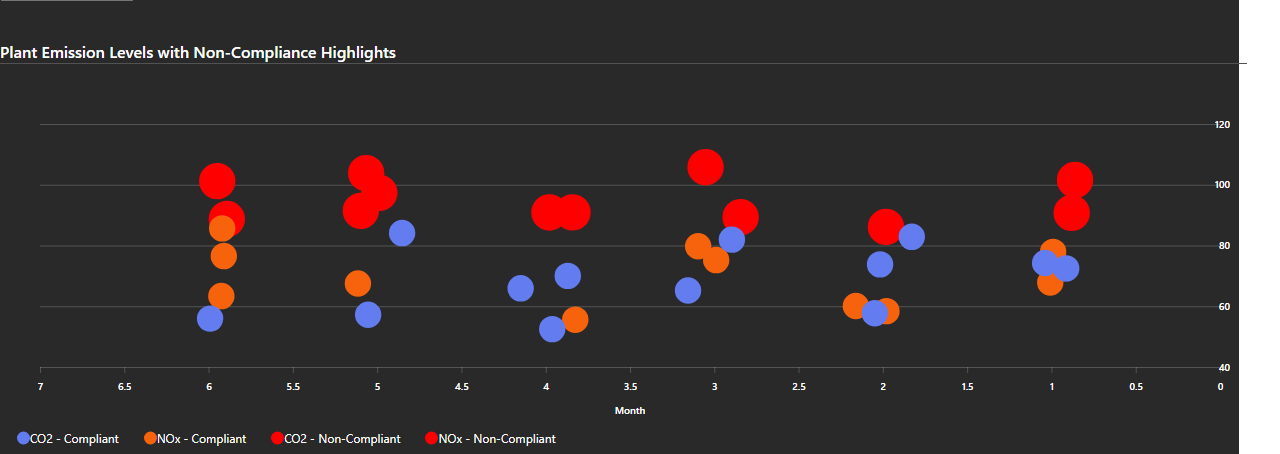 Plant Emission Levels with Non-Compliance Highlights
120
100
80
60
40
7 6.5 6 5.5 5 4.5 4 3.5 3 2.5 2 1.5 1 0.5 0
Month
CO2 - Compliant NOx - Compliant CO2 - Non-Compliant NOx - Non-Compliant